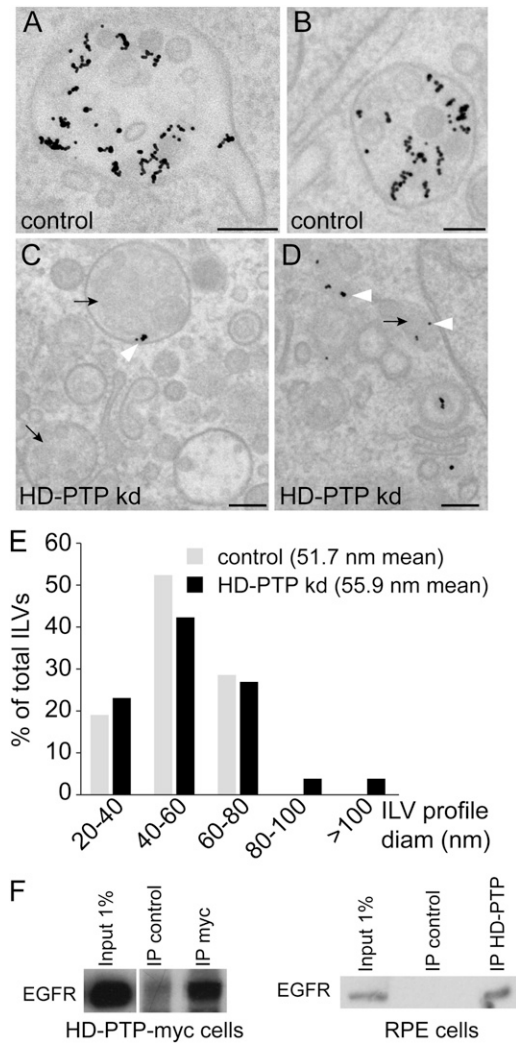 A
B
control
control
C
D
HD-PTP kd
HD-PTP kd
E
control (51.7 nm mean)
HD-PTP kd (55.9 nm mean)
% of total ILVs
60
50
40
30
20
10
0
20-40
40-60
60-80
80-100
>100
ILV profile
diam (nm)
F
Input 1%
IP control
IP myc
Input 1%
IP control
IP HD-PTP
EGFR
EGFR
HD-PTP-myc cells
RPE cells